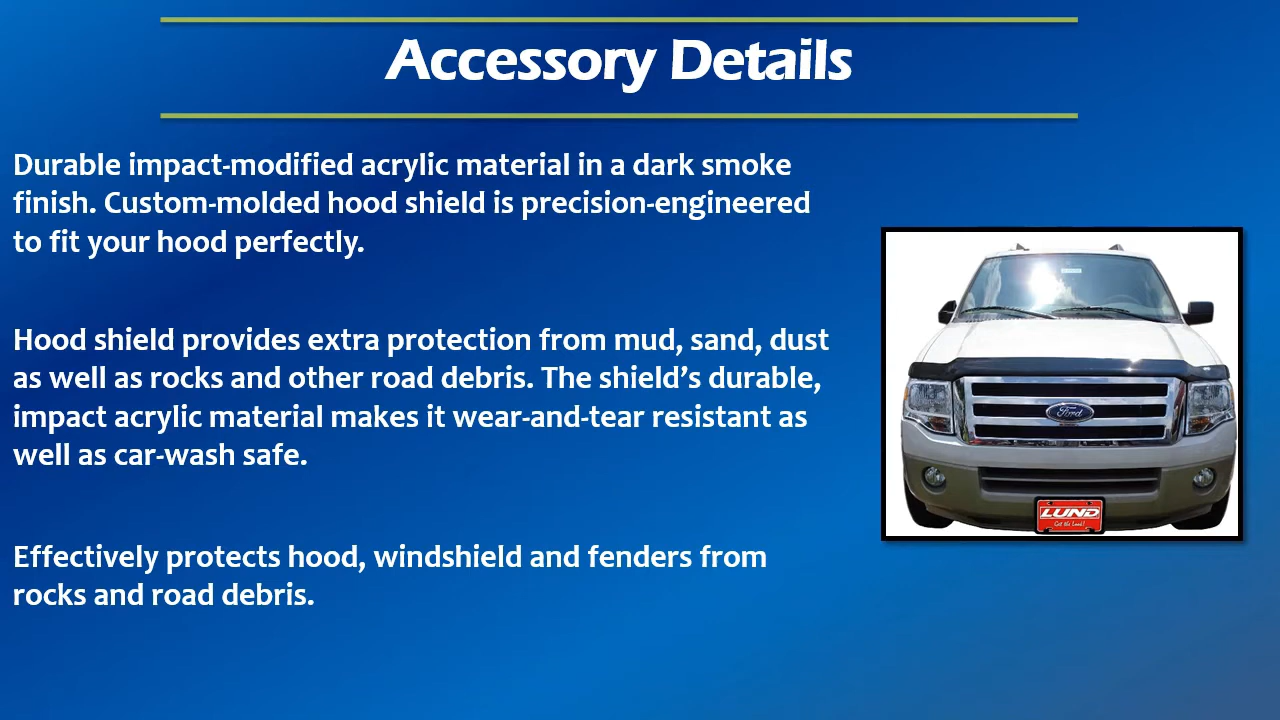 Accessory Details
Durable impact-modified acrylic material in a dark smoke
finish. Custom-molded hood shield is precision-engineered
to fit your hood perfectly.
Hood shield provides extra protection from mud, sand, dust
as well as rocks and other road debris. The shield’s durable,
impact acrylic material makes it wear-and-tear resistant as
well as car-wash safe.
Effectively protects hood, windshield and fenders from
rocks and road debris.
Ford
LUND
Get the Look!